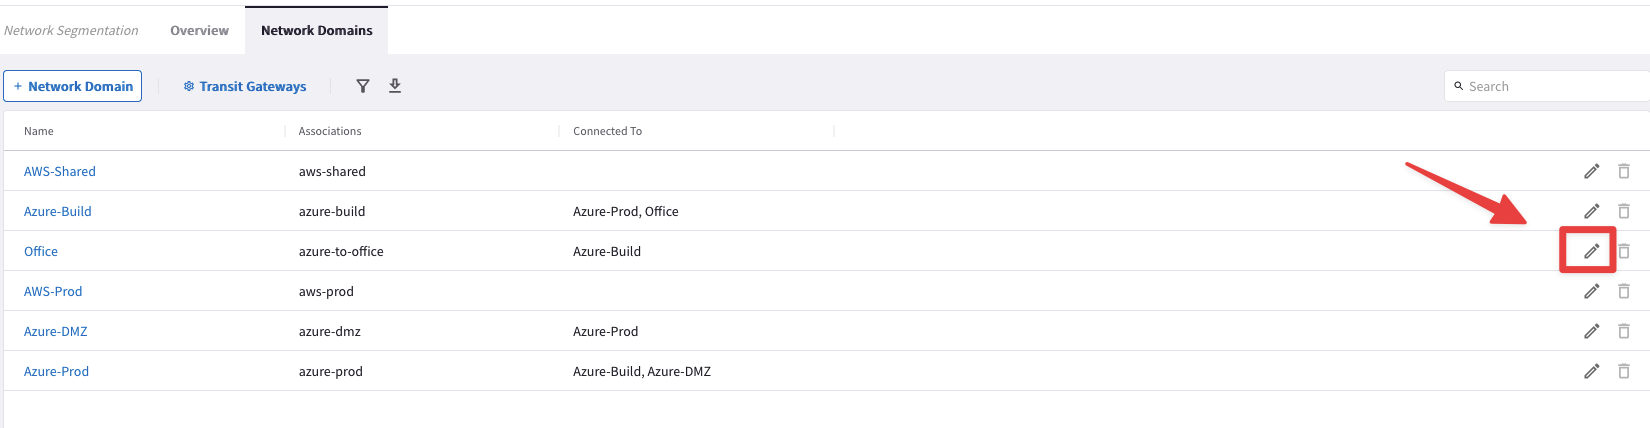 Network Segmentation Overview Network Domains
+ Network Domain Transit Gateways Search
Name Associations Connected To
AWS-Shared aws-shared
Azure-Build azure-build Azure-Prod, Office
Office azure-to-office Azure-Build
AWS-Prod aws-prod
Azure-DMZ azure-dmz Azure-Prod
Azure-Prod azure-prod Azure-Build, Azure-DMZ